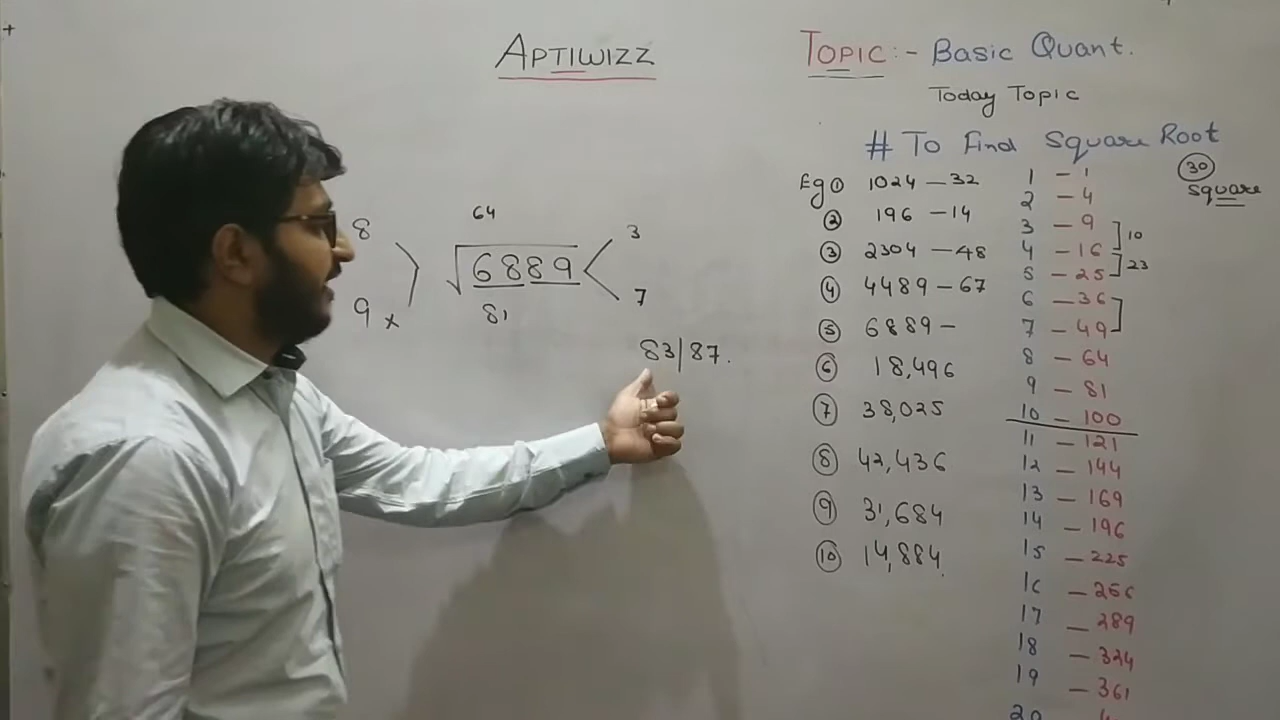 APTIWIZZ
TOPIC:- Basic Quant.
Today Topic
# To Find Square Root
30
square
Eg ① 1024 – 32
② 196 – 14
③ 2304 – 48
④ 4489 – 67
⑤ 6889 –
⑥ 18,496
⑦ 38,025
⑧ 42,436
⑨ 31,684
⑩ 14,884
1 – 1
2 – 4
3 – 9
4 – 16
5 – 25
6 – 36
7 – 49
8 – 64
9 – 81
10 – 100
11 – 121
12 – 144
13 – 169
14 – 196
15 – 225
16 – 256
17 – 289
18 – 324
19 – 361
20 4
10
23
64
8
9 x
√6889
3
7
81
83/87.